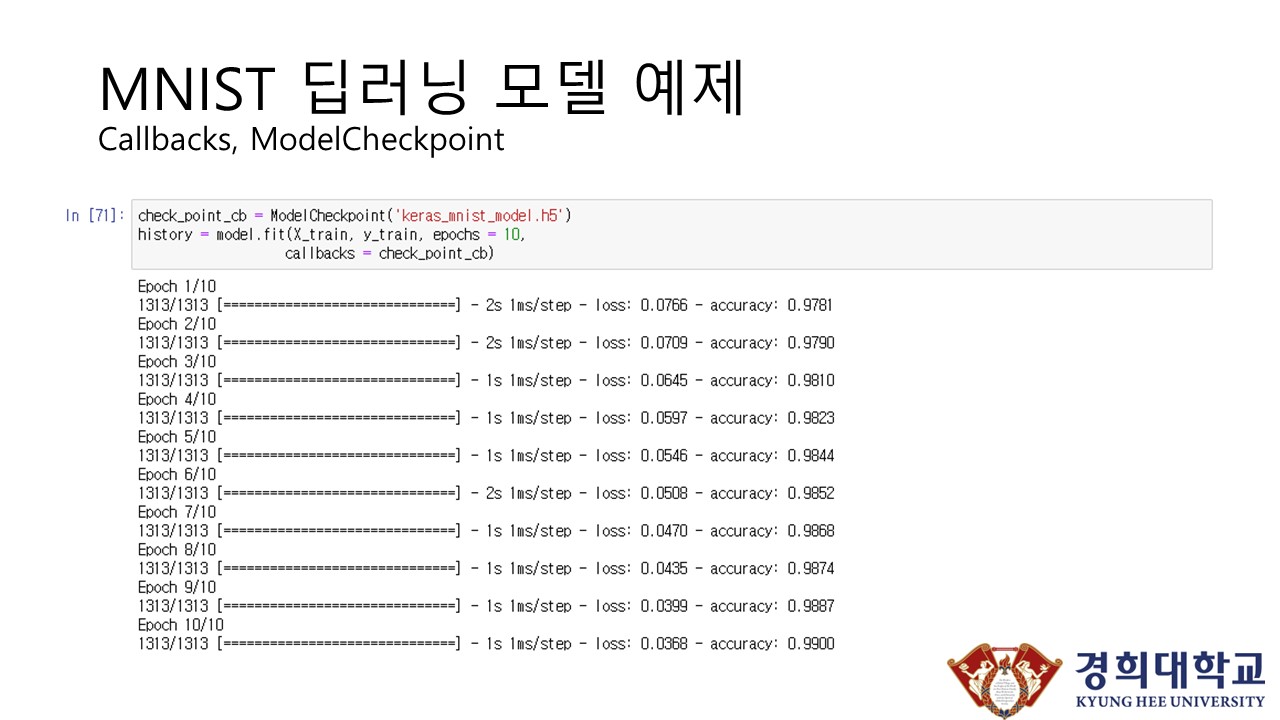 MNIST 딥러닝 모델 예제
Callbacks, ModelCheckpoint
In [71]: check_point_cb = ModelCheckpoint('keras_mnist_model.h5')
history = model.fit(X_train, y_train, epochs = 10,
callbacks = check_point_cb)
Epoch 1/10
1313/1313 [==============================] - 2s 1ms/step - loss: 0.0766 - accuracy: 0.9781
Epoch 2/10
1313/1313 [==============================] - 2s 1ms/step - loss: 0.0709 - accuracy: 0.9790
Epoch 3/10
1313/1313 [==============================] - 1s 1ms/step - loss: 0.0645 - accuracy: 0.9810
Epoch 4/10
1313/1313 [==============================] - 1s 1ms/step - loss: 0.0597 - accuracy: 0.9823
Epoch 5/10
1313/1313 [==============================] - 1s 1ms/step - loss: 0.0546 - accuracy: 0.9844
Epoch 6/10
1313/1313 [==============================] - 2s 1ms/step - loss: 0.0508 - accuracy: 0.9852
Epoch 7/10
1313/1313 [==============================] - 1s 1ms/step - loss: 0.0470 - accuracy: 0.9868
Epoch 8/10
1313/1313 [==============================] - 1s 1ms/step - loss: 0.0435 - accuracy: 0.9874
Epoch 9/10
1313/1313 [==============================] - 1s 1ms/step - loss: 0.0399 - accuracy: 0.9887
Epoch 10/10
1313/1313 [==============================] - 1s 1ms/step - loss: 0.0368 - accuracy: 0.9900
경희대학교
KYUNG HEE UNIVERSITY